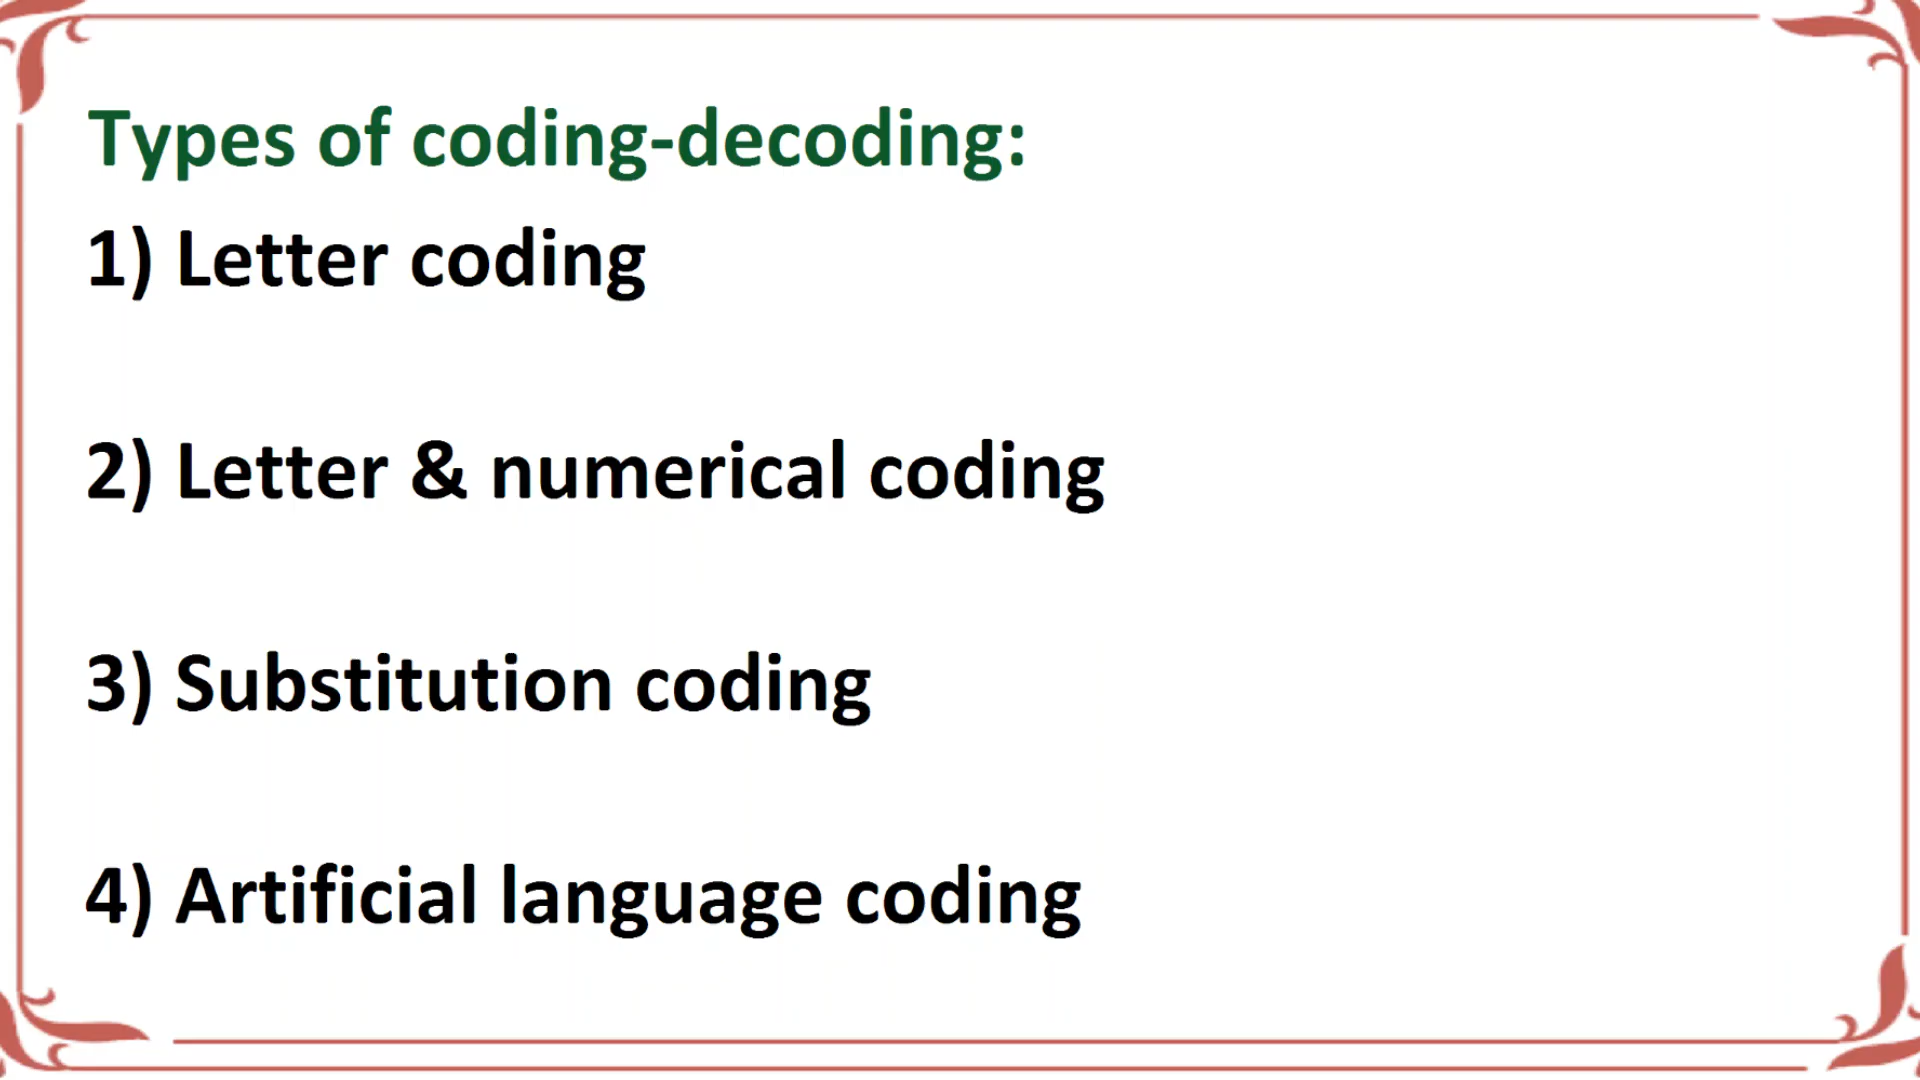 Types of coding-decoding:
1) Letter coding
2) Letter & numerical coding
3) Substitution coding
4) Artificial language coding